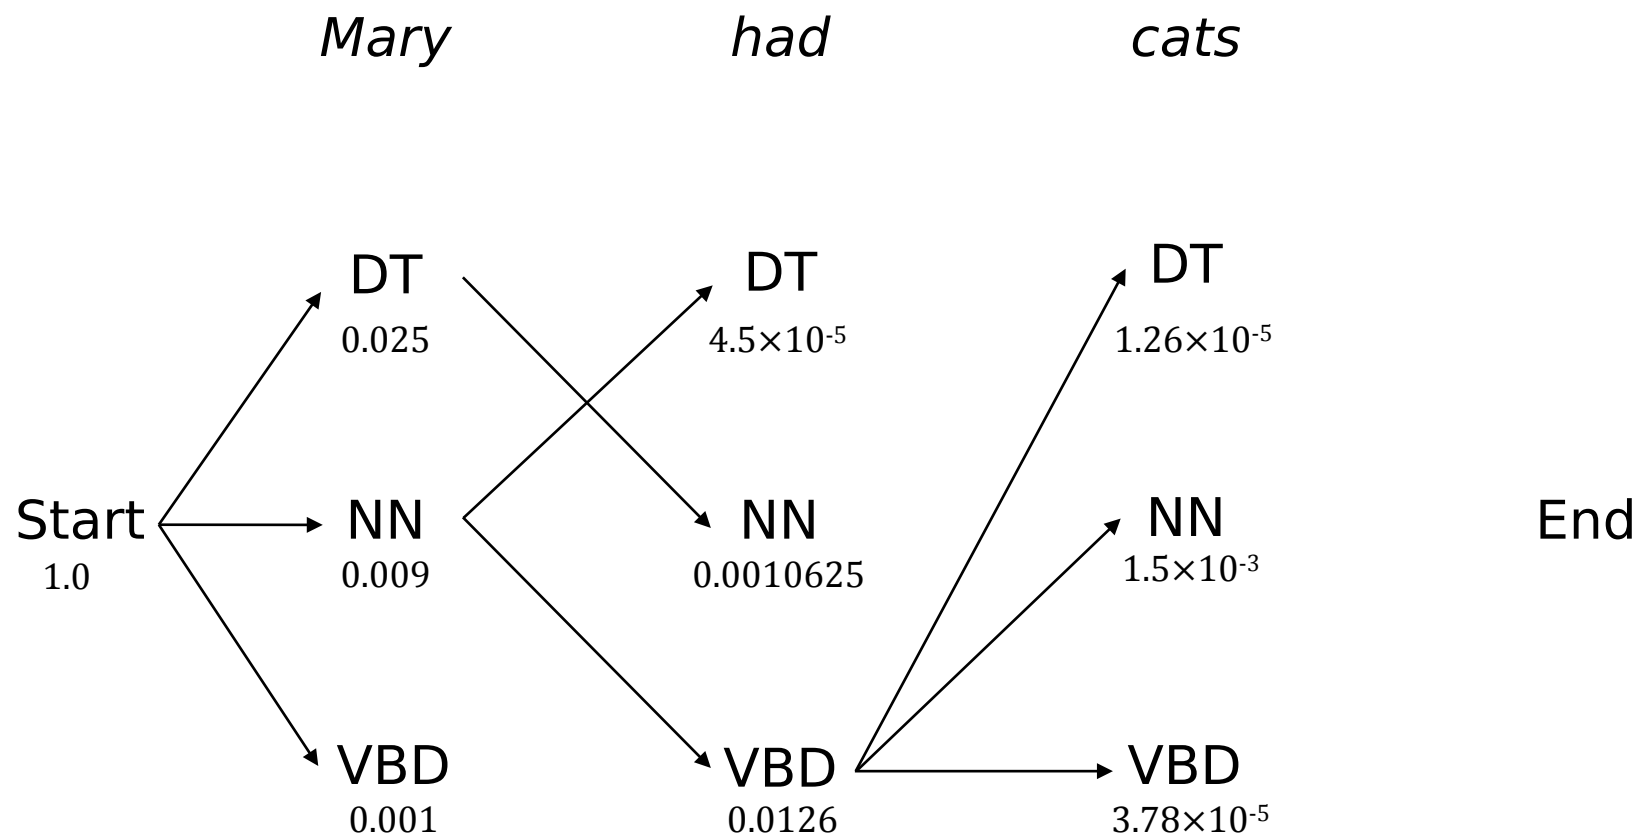 Mary had cats
DT DT DT
0.025 4.5×10⁻⁵ 1.26×10⁻⁵
Start NN NN NN End
1.0 0.009 0.0010625 1.5×10⁻³
VBD VBD VBD
0.001 0.0126 3.78×10⁻⁵